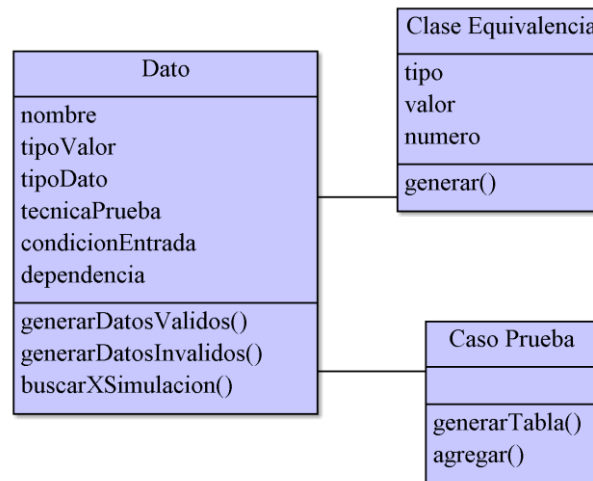 Dato
nombre
tipoValor
tipoDato
tecnicaPrueba
condicionEntrada
dependencia
generarDatosValidos()
generarDatosInvalidos()
buscarXSimulacion()
Clase Equivalencia
tipo
valor
numero
generar()
Caso Prueba
generarTabla()
agregar()